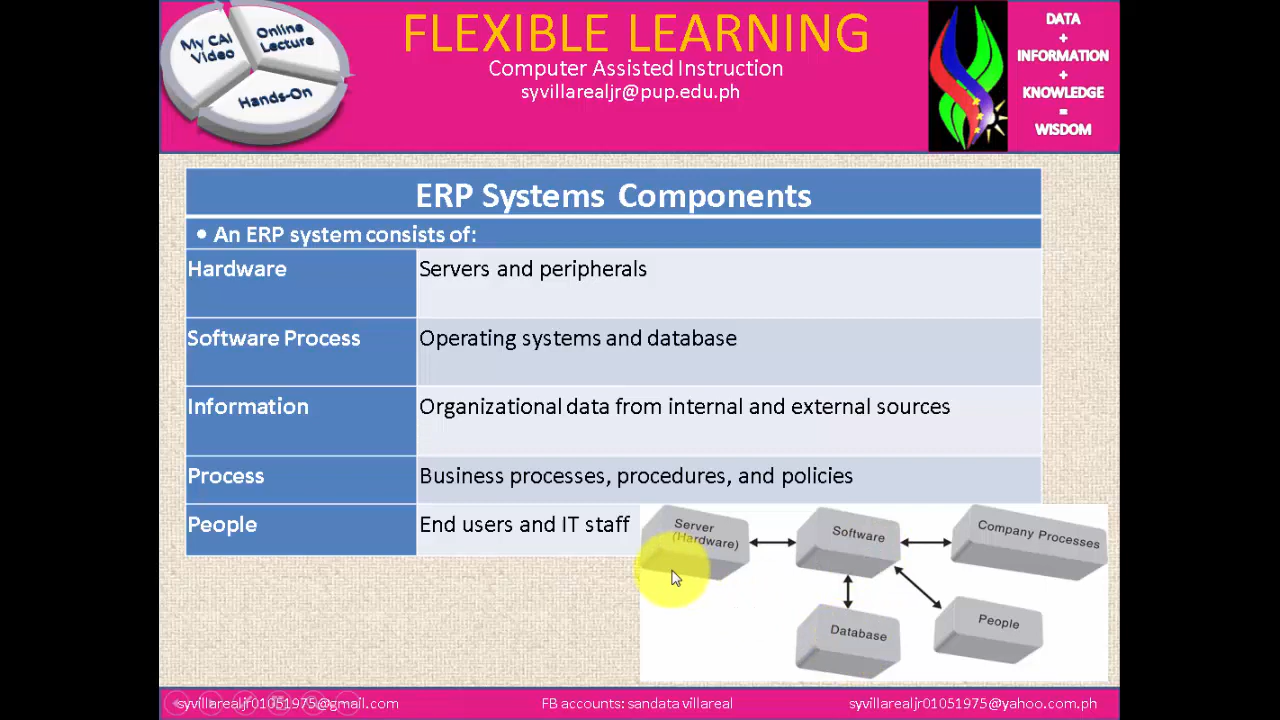 My CAI
Video
Online
Lecture
Hands-On
FLEXIBLE LEARNING
Computer Assisted Instruction
syvillarealjr@pup.edu.ph
DATA
+
INFORMATION
+
KNOWLEDGE
=
WISDOM
ERP Systems Components
• An ERP system consists of:
Hardware Servers and peripherals
Software Process Operating systems and database
Information Organizational data from internal and external sources
Process Business processes, procedures, and policies
People End users and IT staff
Server
(Hardware)
Software
Company Processes
Database
People
syvillarealjr01051975@gmail.com FB accounts: sandata villareal syvillarealjr01051975@yahoo.com.ph